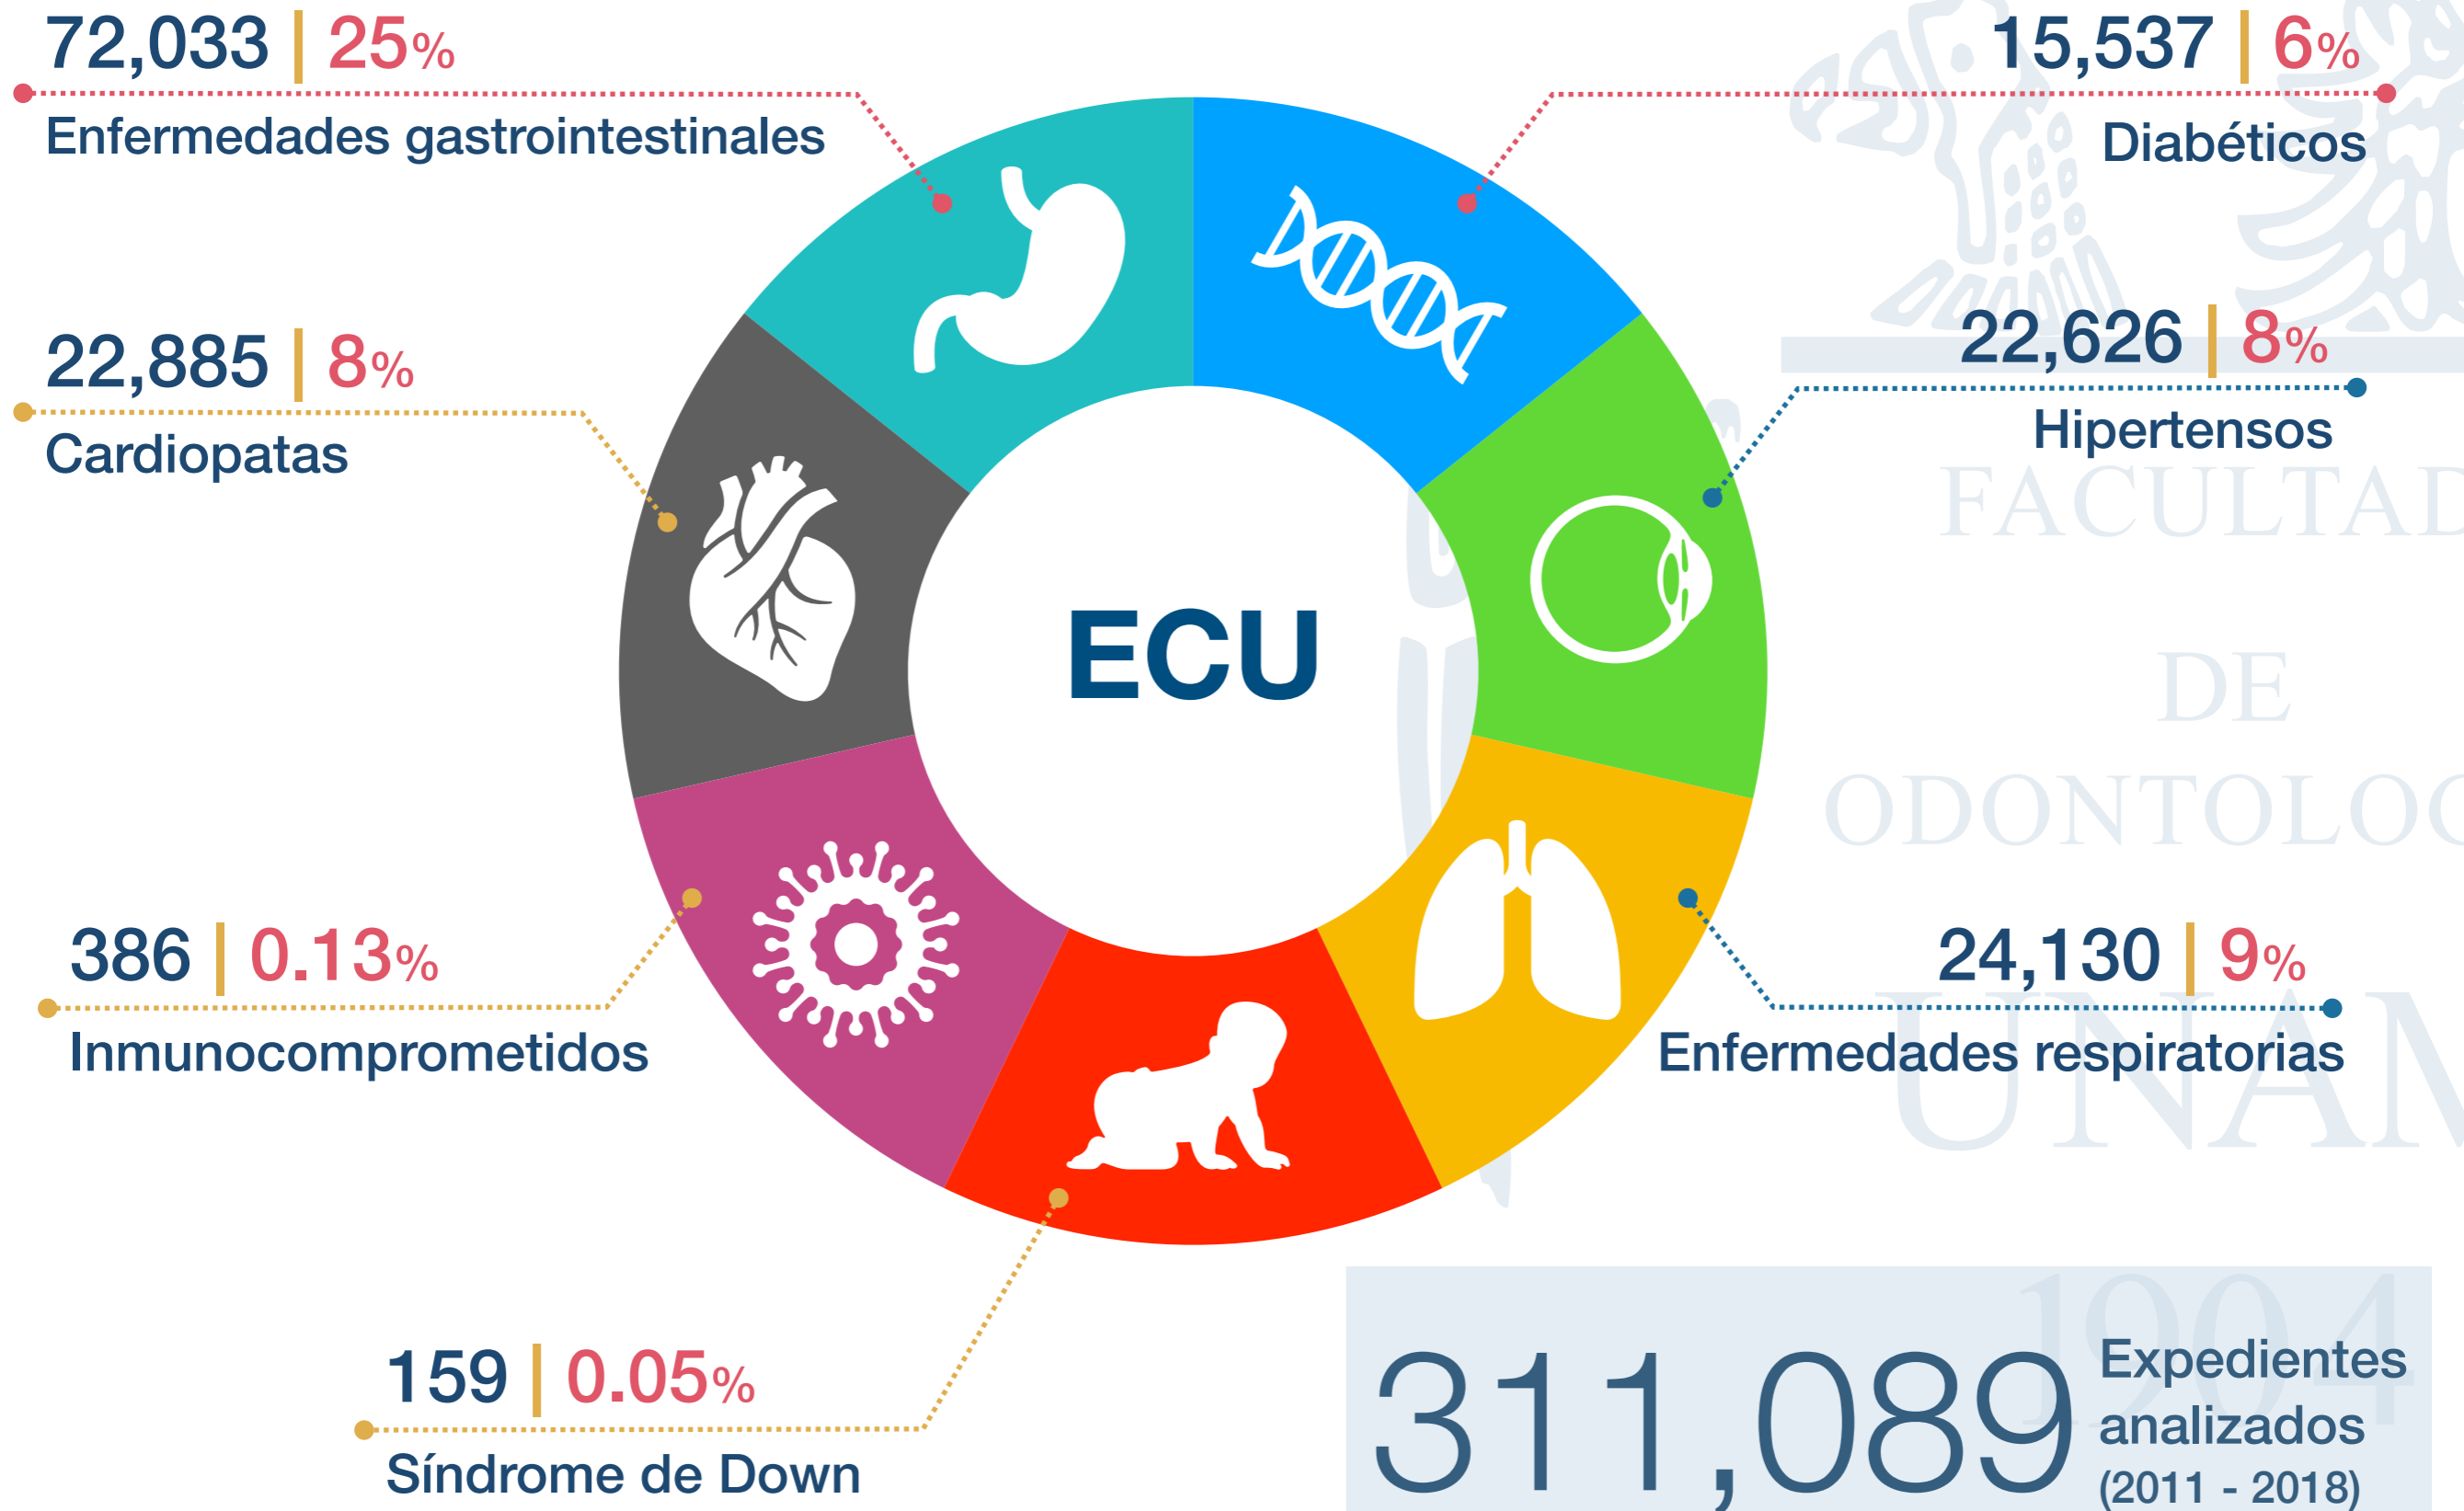 72,033 | 25%
Enfermedades gastrointestinales
15,537 | 6%
Diabéticos
22,885 | 8%
Cardiopatas
22,626 | 8%
Hipertensos
FACULTAD
ECU
DE
ODONTOLOG
386 | 0.13%
Inmunocomprometidos
24,130 | 9%
Enfermedades respiratorias
UNAM
159 | 0.05%
Síndrome de Down
1904
311,089
Expedientes
analizados
(2011 - 2018)